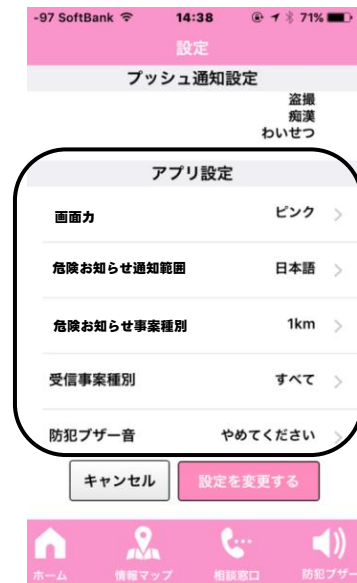 -97 SoftBank 14:38 71%
設定
プッシュ通知設定
盗撮
痴漢
わいせつ
アプリ設定
画面力 ピンク
危険お知らせ通知範囲 日本語
危険お知らせ事案種別 1km
受信事案種別 すべて
防犯ブザー音 やめてください
キャンセル 設定を変更する
ホーム 情報マップ 相談窓口 防犯ブザー